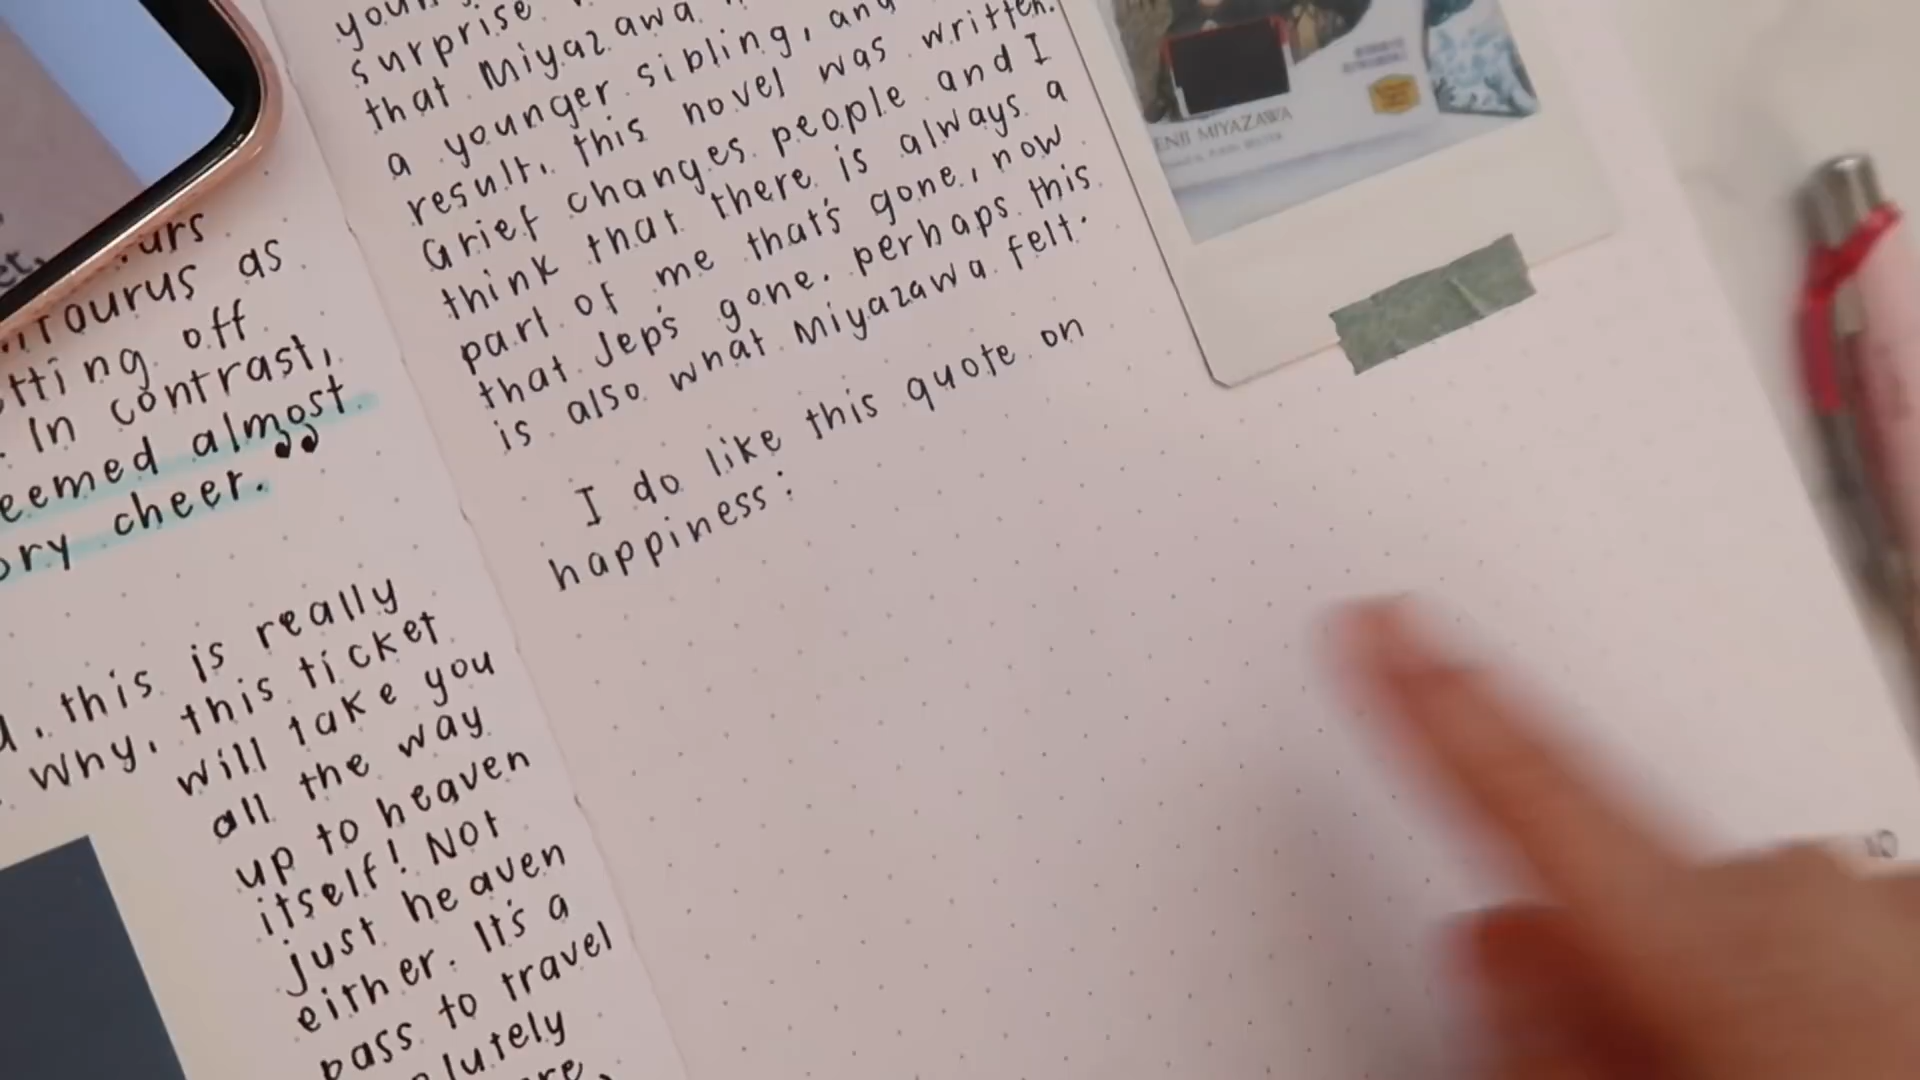 urs
taurus as
tting off
. In contrast,
eemed almost
ory cheer.
, this is really
Why, this ticket
will take you
all the way
up to heaven
itself! Not
just heaven
either. It's a
pass to travel
lutely
surprise
that Miyazawa
a younger sibling, and
result, this novel was written.
Grief changes people and I
think that there is always a
part of me that's gone, now
that Jep's gone. perhaps this
is also what Miyazawa felt.
I do like this quote on
happiness:
ENJI MIYAZAWA
10